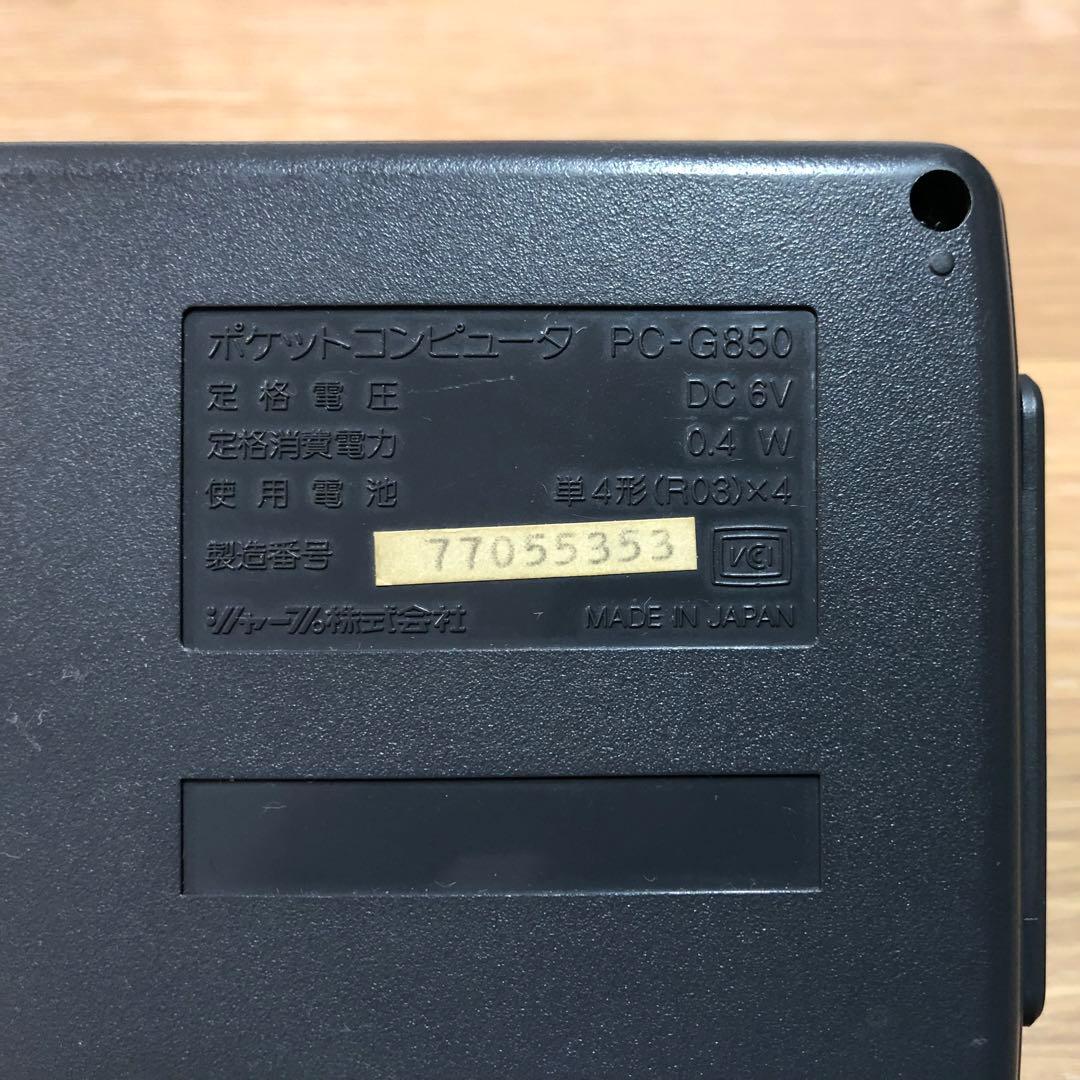 ポケットコンピュータ PC-G850
定格電圧 DC 6V
定格消費電力 0.4 W
使用電池 単4形(R03)×4
製造番号 77055353 VCI
シャープ株式会社 MADE IN JAPAN